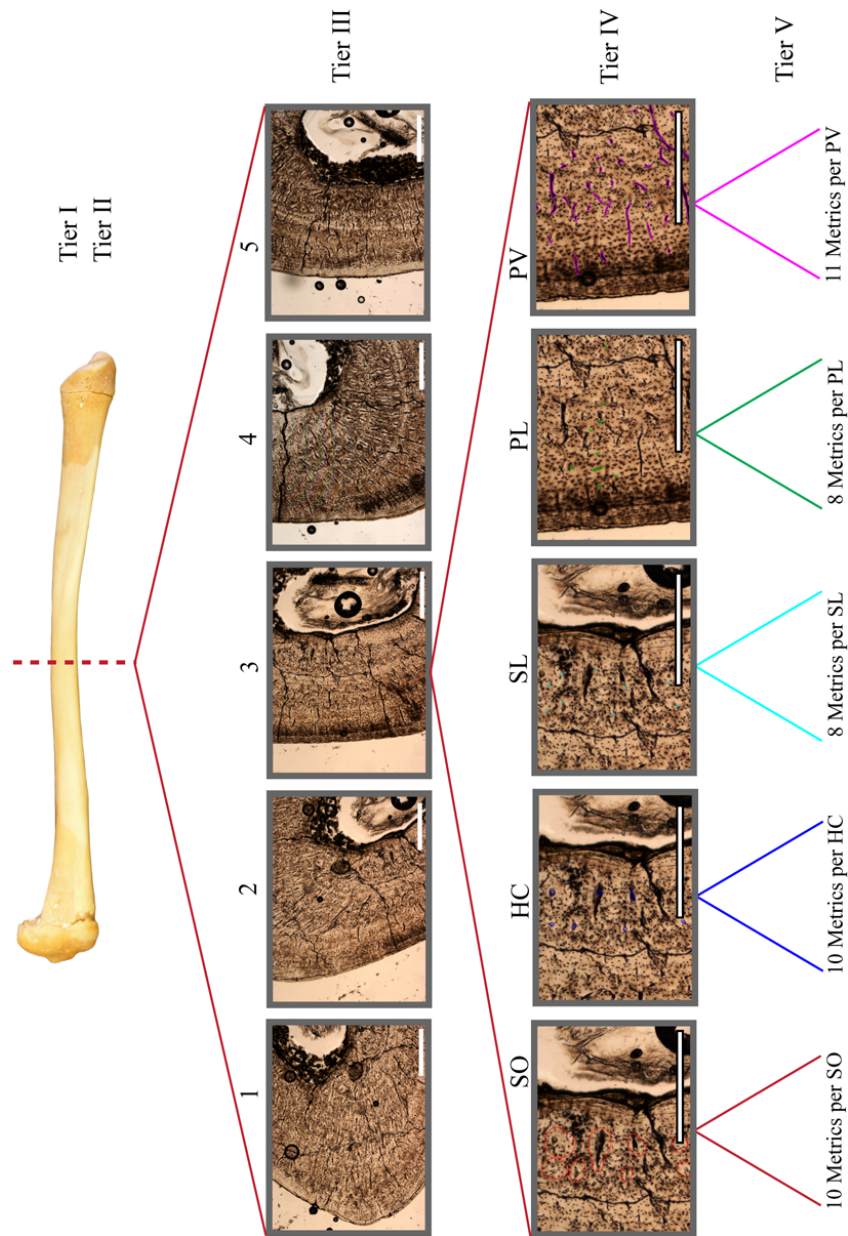 Tier I
Tier II
1
2
3
4
5
Tier III
SO
HC
SL
PL
PV
Tier IV
10 Metrics per SO
10 Metrics per HC
8 Metrics per SL
8 Metrics per PL
11 Metrics per PV
Tier V